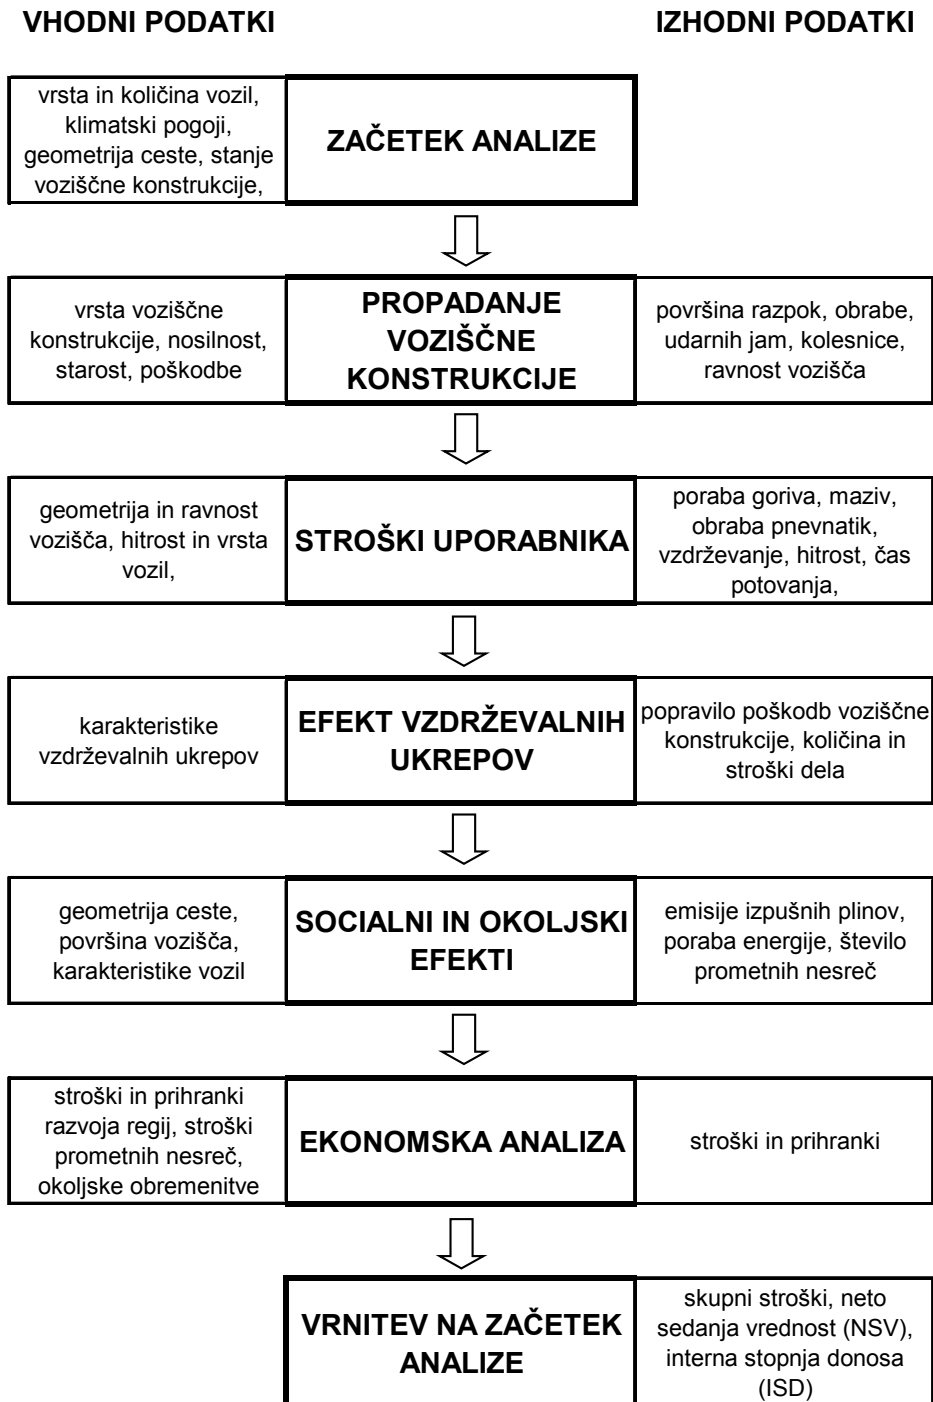 VHODNI PODATKI
IZHODNI PODATKI
vrsta in količina vozil,
klimatski pogoji,
geometrija ceste, stanje
voziščne konstrukcije,
ZAČETEK ANALIZE
vrsta voziščne
konstrukcije, nosilnost,
starost, poškodbe
PROPADANJE
VOZIŠČNE
KONSTRUKCIJE
površina razpok, obrabe,
udarnih jam, kolesnice,
ravnost vozišča
geometrija in ravnost
vozišča, hitrost in vrsta
vozil,
STROŠKI UPORABNIKA
poraba goriva, maziv,
obraba pnevnatik,
vzdrževanje, hitrost, čas
potovanja,
karakteristike
vzdrževalnih ukrepov
EFEKT VZDRŽEVALNIH
UKREPOV
popravilo poškodb voziščne
konstrukcije, količina in
stroški dela
geometrija ceste,
površina vozišča,
karakteristike vozil
SOCIALNI IN OKOLJSKI
EFEKTI
emisije izpušnih plinov,
poraba energije, število
prometnih nesreč
stroški in prihranki
razvoja regij, stroški
prometnih nesreč,
okoljske obremenitve
EKONOMSKA ANALIZA
stroški in prihranki
VRNITEV NA ZAČETEK
ANALIZE
skupni stroški, neto
sedanja vrednost (NSV),
interna stopnja donosa
(ISD)